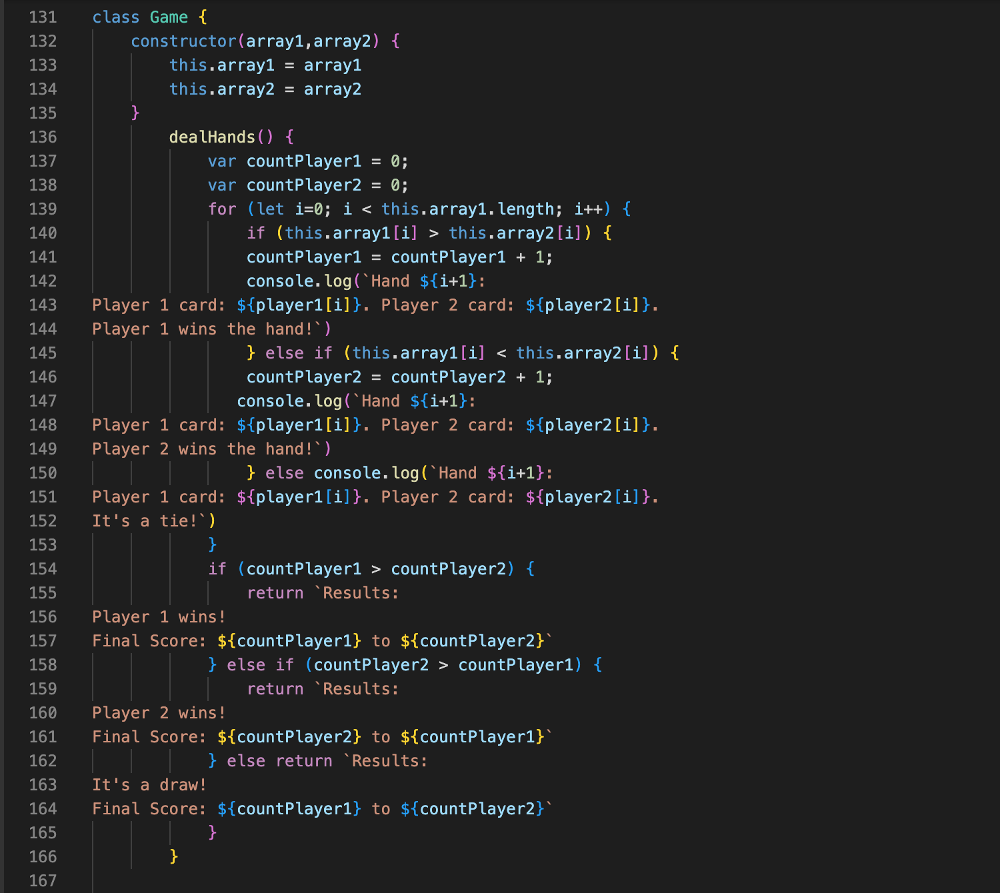 131 class Game {
132 constructor(array1,array2) {
133 this.array1 = array1
134 this.array2 = array2
135 }
136 dealHands() {
137 var countPlayer1 = 0;
138 var countPlayer2 = 0;
139 for (let i=0; i < this.array1.length; i++) {
140 if (this.array1[i] > this.array2[i]) {
141 countPlayer1 = countPlayer1 + 1;
142 console.log(`Hand ${i+1}:
143 Player 1 card: ${player1[i]}. Player 2 card: ${player2[i]}.
144 Player 1 wins the hand!`)
145 } else if (this.array1[i] < this.array2[i]) {
146 countPlayer2 = countPlayer2 + 1;
147 console.log(`Hand ${i+1}:
148 Player 1 card: ${player1[i]}. Player 2 card: ${player2[i]}.
149 Player 2 wins the hand!`)
150 } else console.log(`Hand ${i+1}:
151 Player 1 card: ${player1[i]}. Player 2 card: ${player2[i]}.
152 It's a tie!`)
153 }
154 if (countPlayer1 > countPlayer2) {
155 return `Results:
156 Player 1 wins!
157 Final Score: ${countPlayer1} to ${countPlayer2}`
158 } else if (countPlayer2 > countPlayer1) {
159 return `Results:
160 Player 2 wins!
161 Final Score: ${countPlayer2} to ${countPlayer1}`
162 } else return `Results:
163 It's a draw!
164 Final Score: ${countPlayer1} to ${countPlayer2}`
165 }
166 }
167